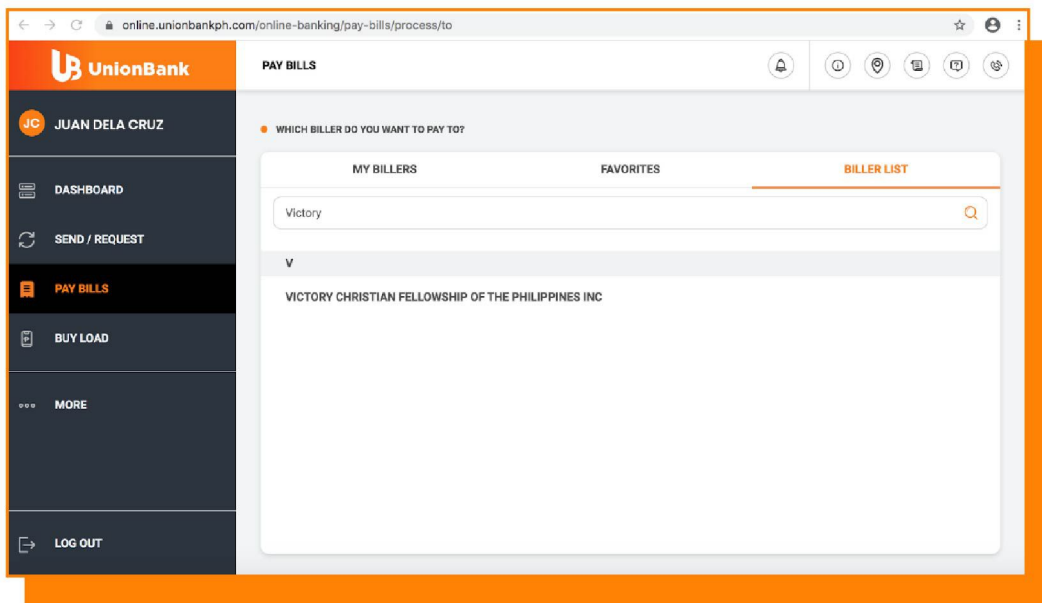 online.unionbankph.com/online-banking/pay-bills/process/to
UB UnionBank
PAY BILLS
JC JUAN DELA CRUZ
WHICH BILLER DO YOU WANT TO PAY TO?
MY BILLERS FAVORITES BILLER LIST
DASHBOARD
Victory
SEND / REQUEST
V
PAY BILLS
VICTORY CHRISTIAN FELLOWSHIP OF THE PHILIPPINES INC
BUY LOAD
MORE
LOG OUT